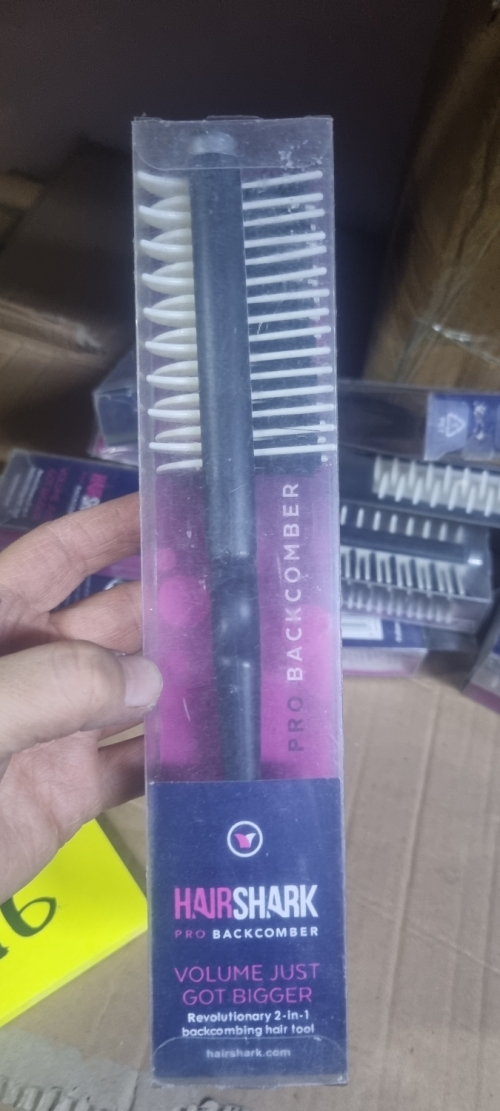 PRO BACKCOMBER
HAIRSHARK
PRO BACKCOMBER
VOLUME JUST
GOT BIGGER
Revolutionary 2-in-1
backcombing hair tool
hairshark.com